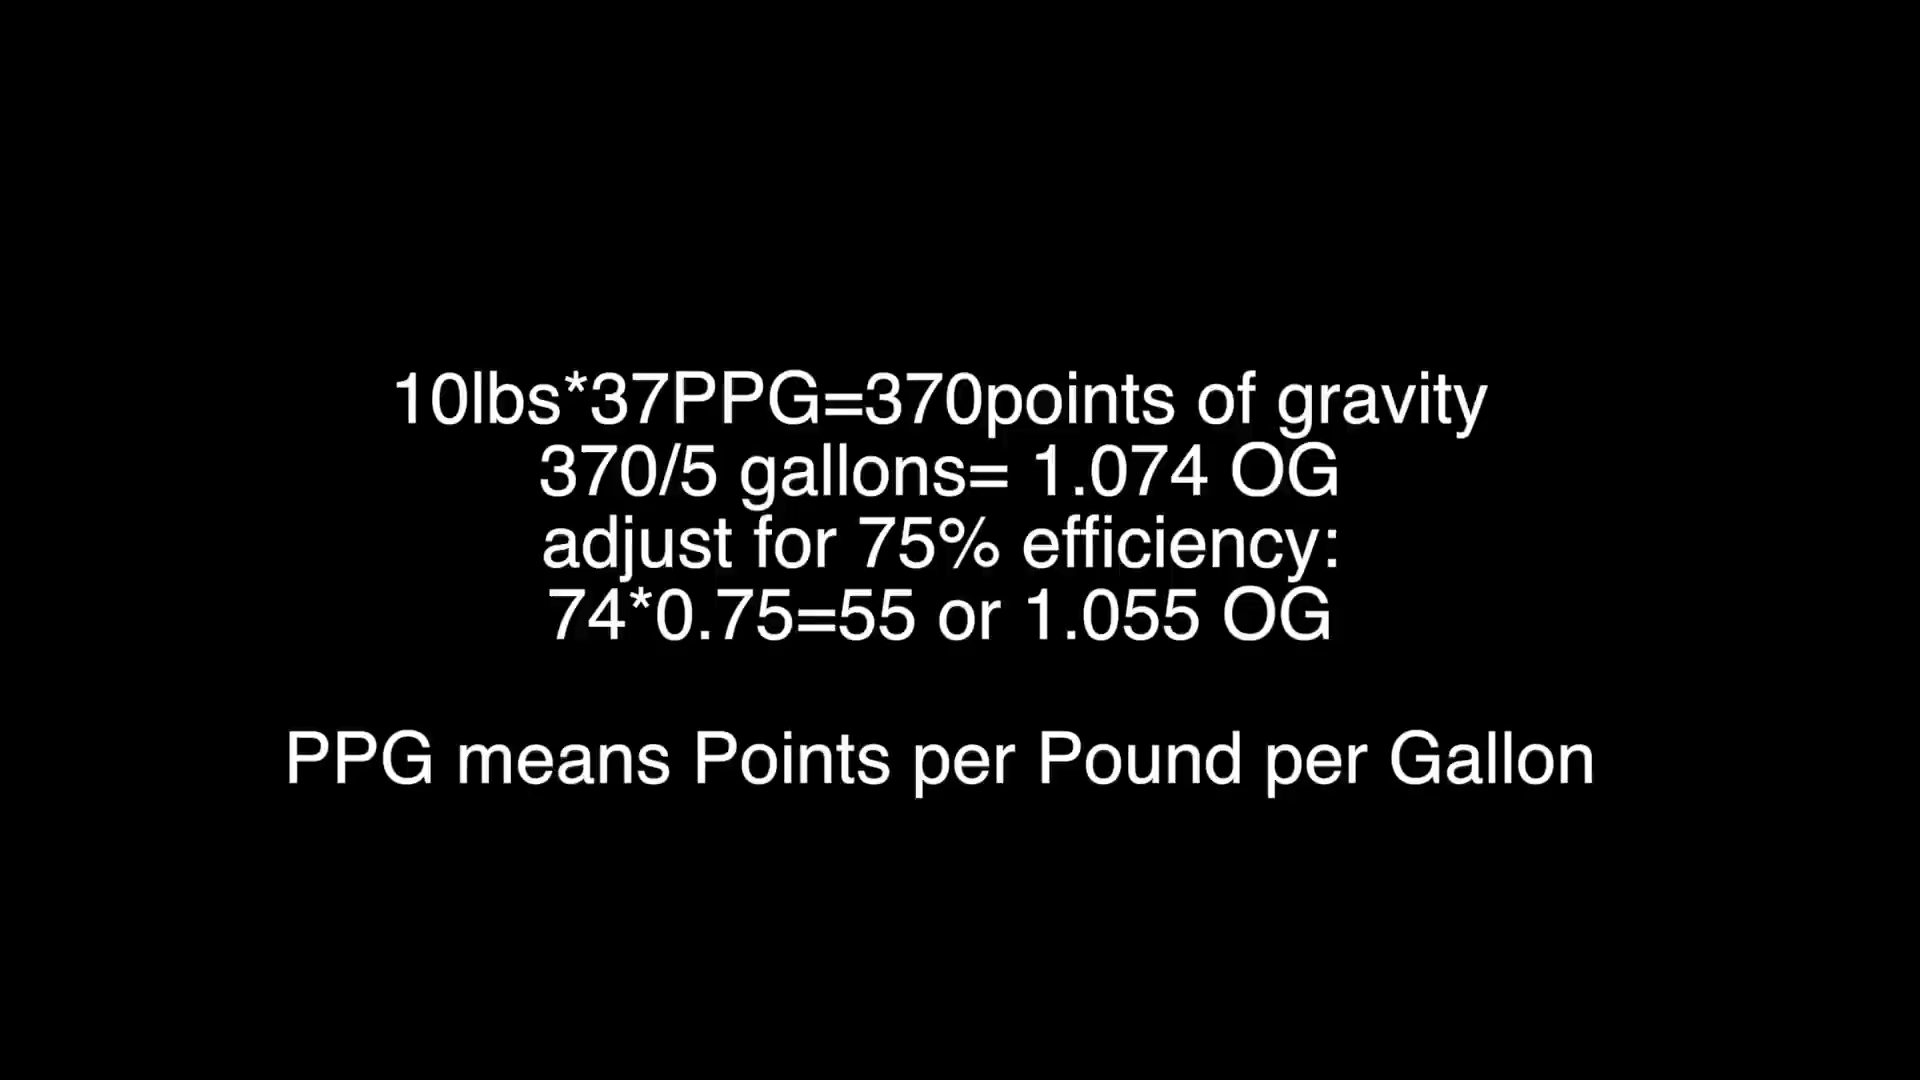 10lbs*37PPG=370points of gravity
370/5 gallons= 1.074 OG
adjust for 75% efficiency:
74*0.75=55 or 1.055 OG
PPG means Points per Pound per Gallon